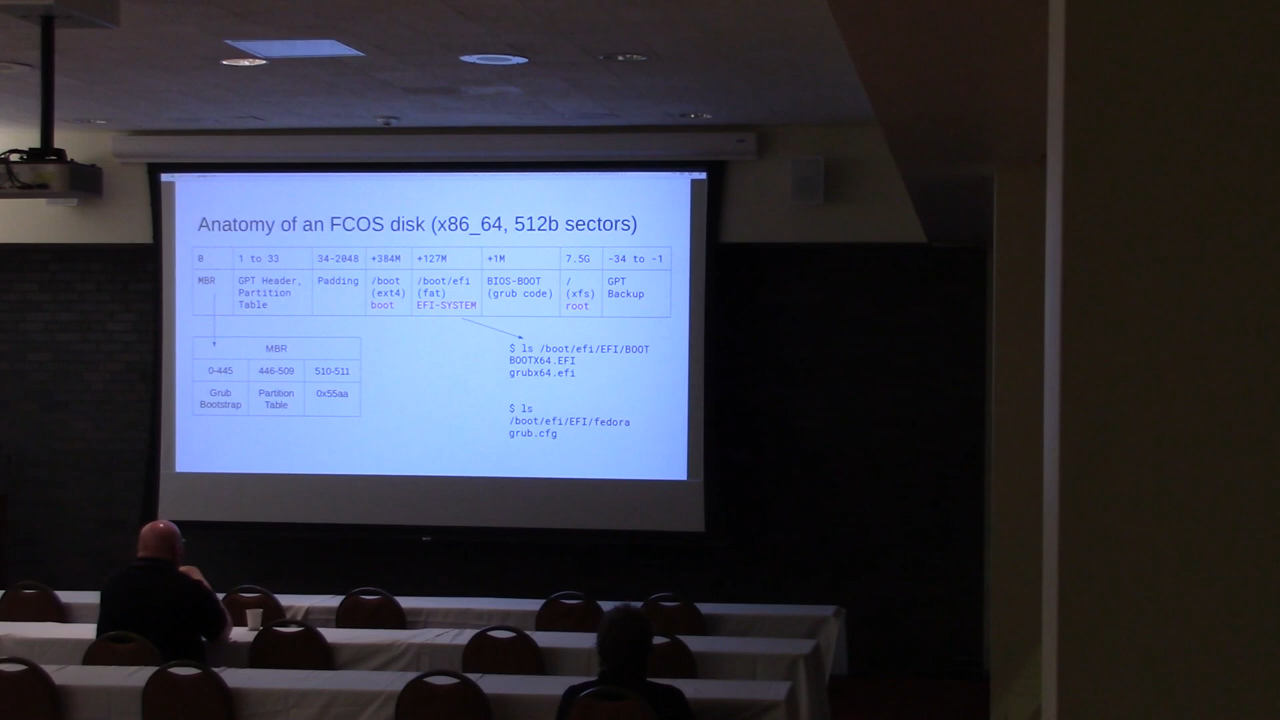 Anatomy of an FCOS disk (x86_64, 512b sectors)
0 1 to 33 34-2048 +384M +127M +1M 7.5G -34 to -1
MBR GPT Header, Padding /boot /boot/efi BIOS-BOOT / GPT
Partition (ext4) (fat) (grub code) (xfs) Backup
Table boot EFI-SYSTEM root
MBR
0-445 446-509 510-511
Grub Partition 0x55aa
Bootstrap Table
$ ls /boot/efi/EFI/BOOT
BOOTX64.EFI
grubx64.efi
$ ls
/boot/efi/EFI/fedora
grub.cfg